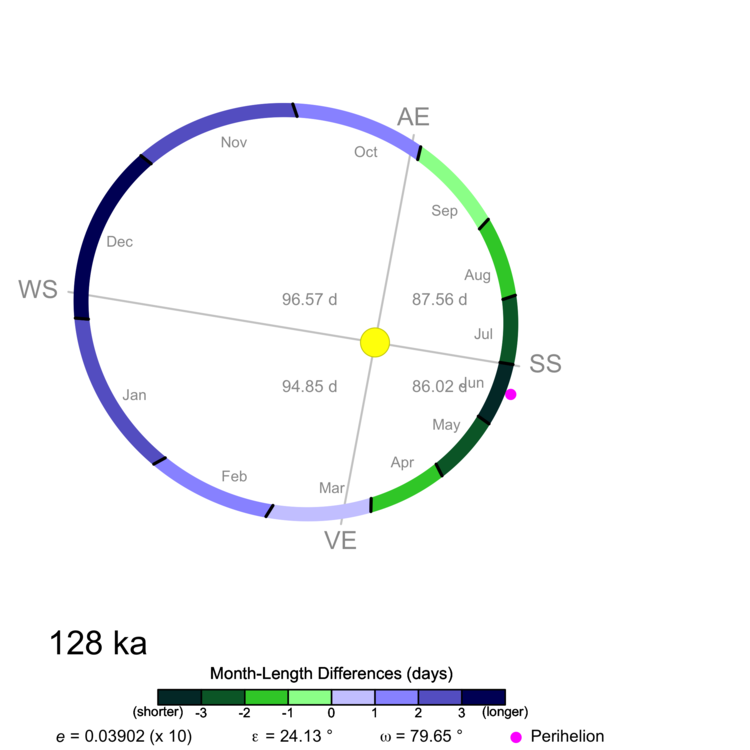 AE
Nov
Oct
Sep
Dec
Aug
WS
96.57 d
87.56 d
Jul
SS
94.85 d
86.02 d
Jun
Jan
May
Apr
Feb
Mar
VE
128 ka
Month-Length Differences (days)
(shorter) -3 -2 -1 0 1 2 3 (longer)
e = 0.03902 (x 10) ε = 24.13 ° ω = 79.65 ° Perihelion